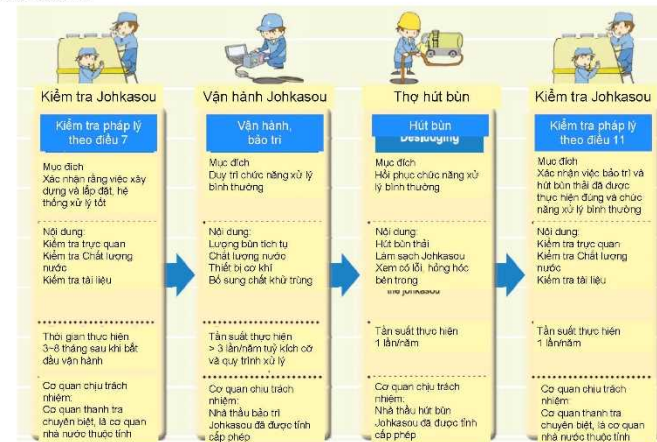 Kiểm tra Johkasou
Kiểm tra pháp lý
theo điều 7
Mục đích
Xác nhận rằng việc xây
dựng và lắp đặt, hệ
thống xử lý tốt
Nội dung:
Kiểm tra trực quan
Kiểm tra Chất lượng
nước
Kiểm tra tài liệu
Thời gian thực hiện
3~8 tháng sau khi bắt
đầu vận hành
Cơ quan chịu trách
nhiệm:
Cơ quan thanh tra
chuyên biệt, là cơ quan
nhà nước thuộc tỉnh
Vận hành Johkasou
Vận hành,
bảo trì
Mục đích
Duy trì chức năng xử lý
bình thường
Nội dung:
Lượng bùn tích tụ
Chất lượng nước
Thiết bị cơ khí
Bổ sung chất khử trùng
Tần suất thực hiện
> 3 lần/năm tuỳ kích cỡ
và quy trình xử lý
Cơ quan chịu trách
nhiệm:
Nhà thầu bảo trì
Johkasou đã được tỉnh
cấp phép
Thợ hút bùn
Hút bùn
Desludging
Mục đích
Hồi phục chức năng xử
lý bình thường
Nội dung:
Hút bùn thải
Làm sạch Johkasou
Xem có lỗi, hỏng hóc
bên trong
the johkasou
Tần suất thực hiện
1 lần/năm
Cơ quan chịu trách
nhiệm:
Nhà thầu hút bùn
Johkasou đã được tỉnh
cấp phép
Kiểm tra Johkasou
Kiểm tra pháp lý
theo điều 11
Mục đích
Xác nhận việc bảo trì và
hút bùn thải đã được
thực hiện đúng và chức
năng xử lý bình thường
Nội dung:
Kiểm tra trực quan
Kiểm tra Chất lượng
nước
Kiểm tra tài liệu
Tần suất thực hiện
1 lần/năm
Cơ quan chịu trách
nhiệm:
Cơ quan thanh tra
chuyên biệt, là cơ quan
nhà nước thuộc tỉnh